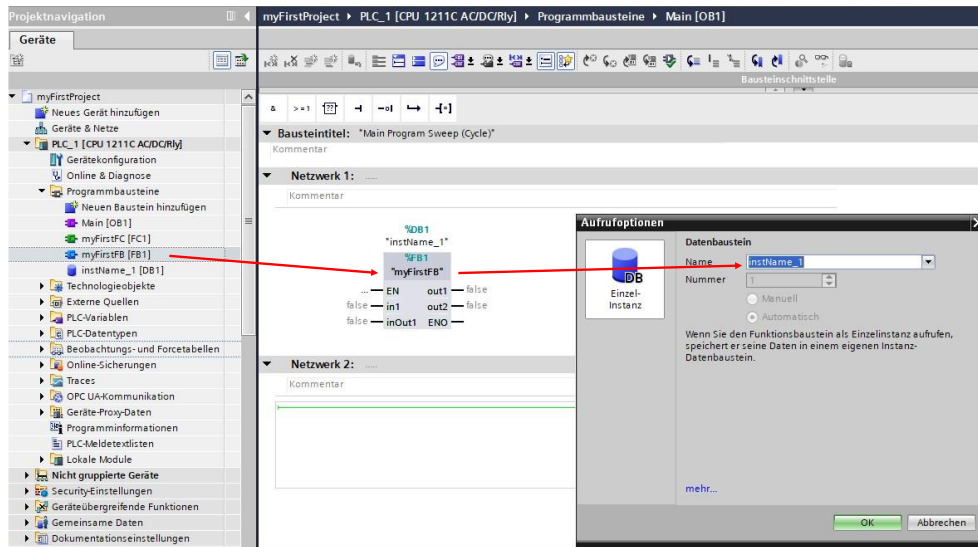 Projektnavigation
myFirstProject ▸ PLC_1 [CPU 1211C AC/DC/Rly] ▸ Programmbausteine ▸ Main [OB1]
Geräte
Bausteinschnittstelle
myFirstProject
Neues Gerät hinzufügen
Geräte & Netze
PLC_1 [CPU 1211C AC/DC/Rly]
Gerätekonfiguration
Online & Diagnose
Programmbausteine
Neuen Baustein hinzufügen
Main [OB1]
myFirstFC [FC1]
myFirstFB [FB1]
instName_1 [DB1]
Technologieobjekte
Externe Quellen
PLC-Variablen
PLC-Datentypen
Beobachtungs- und Forcetabellen
Online-Sicherungen
Traces
OPC UA-Kommunikation
Geräte-Proxy-Daten
Programminformationen
PLC-Meldetextlisten
Lokale Module
Nicht gruppierte Geräte
Security-Einstellungen
Geräteübergreifende Funktionen
Gemeinsame Daten
Dokumentationseinstellungen
& >=1 ??
Bausteintitel: "Main Program Sweep (Cycle)"
Kommentar
Netzwerk 1: .....
Kommentar
%DB1
"instName_1"
%FB1
"myFirstFB"
... EN out1 false
false in1 out2 false
false inOut1 ENO
Netzwerk 2: .....
Kommentar
Aufrufoptionen
DB
Einzel-
Instanz
Datenbaustein
Name instName_1
Nummer 1
Manuell
Automatisch
Wenn Sie den Funktionsbaustein als Einzelinstanz aufrufen,
speichert er seine Daten in einem eigenen Instanz-
Datenbaustein.
mehr...
OK Abbrechen